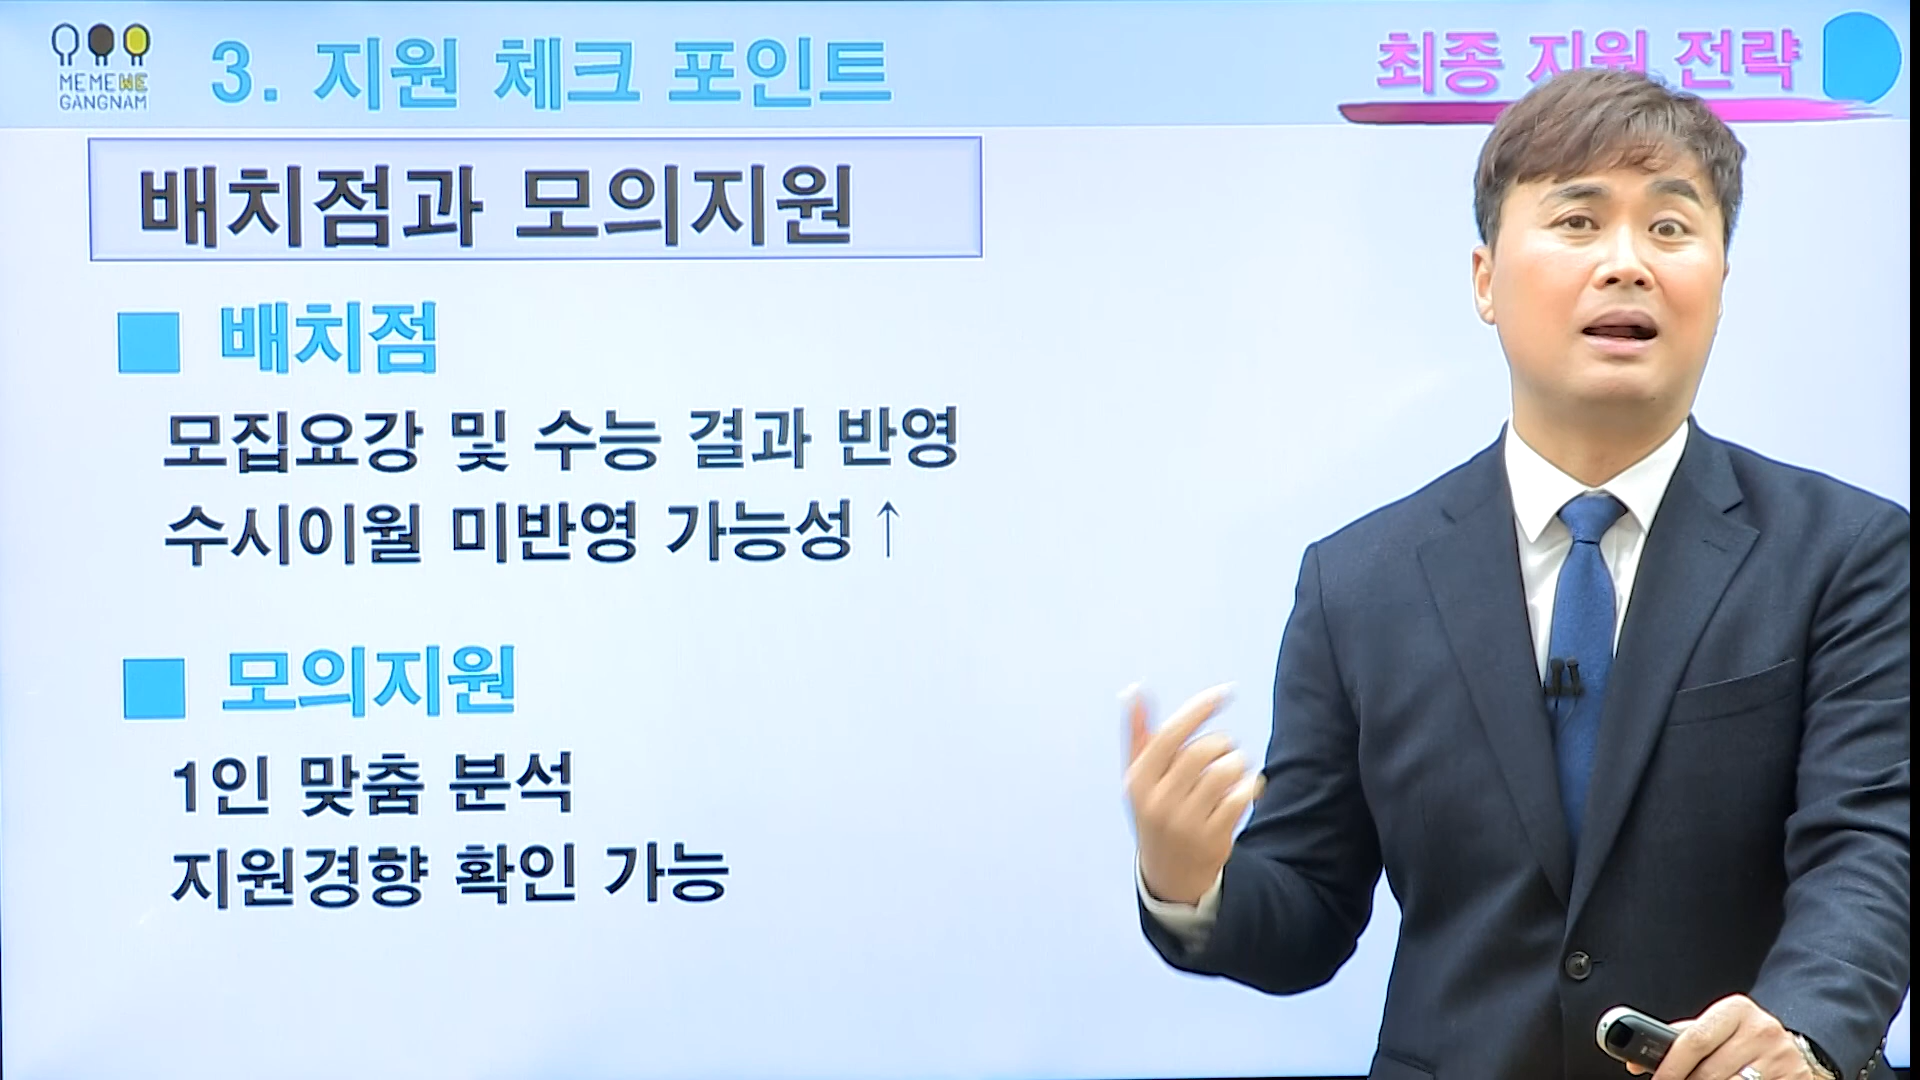 MEMEWE
GANGNAM
3. 지원 체크 포인트
최종 지원 전략
배치점과 모의지원
■ 배치점
모집요강 및 수능 결과 반영
수시이월 미반영 가능성↑
■ 모의지원
1인 맞춤 분석
지원경향 확인 가능